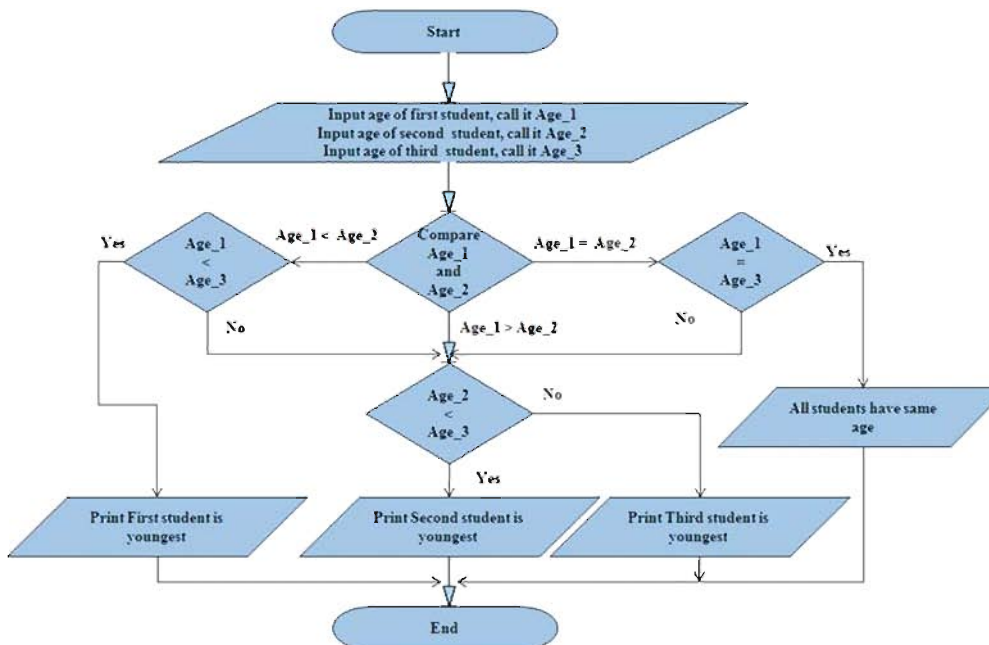 Start
Input age of first student, call it Age_1
Input age of second student, call it Age_2
Input age of third student, call it Age_3
Yes
Age_1
<
Age_3
Age_1 < Age_2
Compare
Age_1
and
Age_2
Age_1 = Age_2
Age_1
=
Age_3
Yes
No
Age_1 > Age_2
No
Age_2
<
Age_3
No
Yes
All students have same
age
Print First student is
youngest
Print Second student is
youngest
Print Third student is
youngest
End